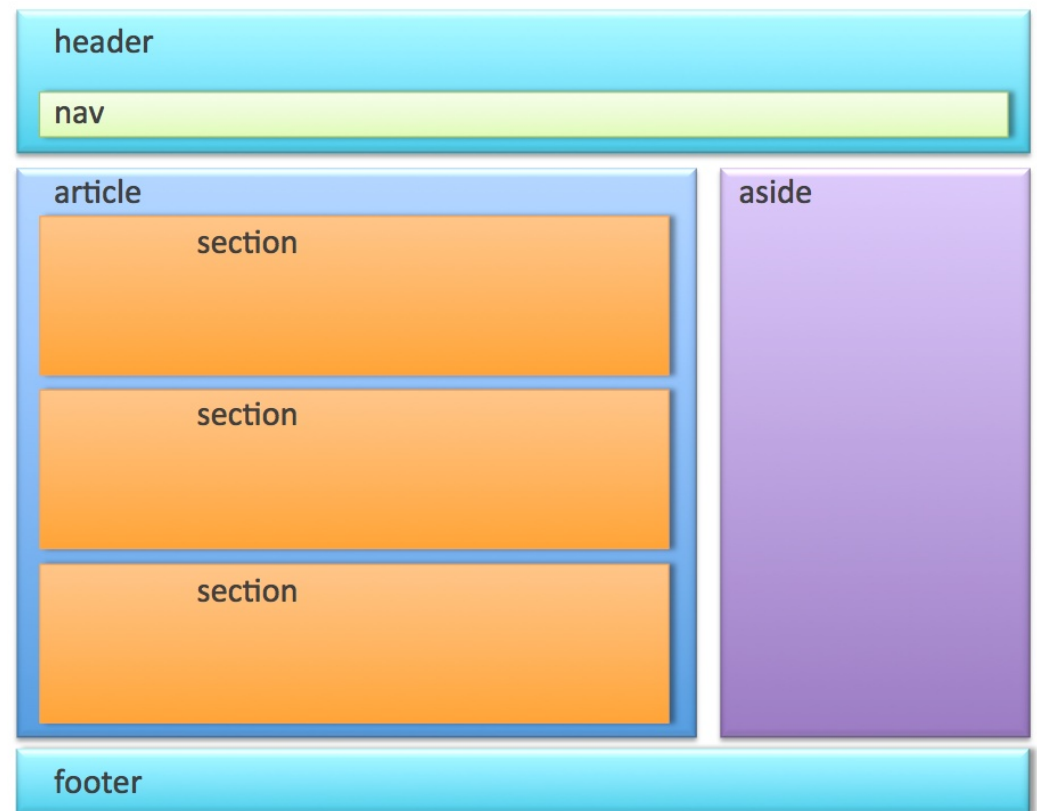 header
nav
article
aside
section
section
section
footer